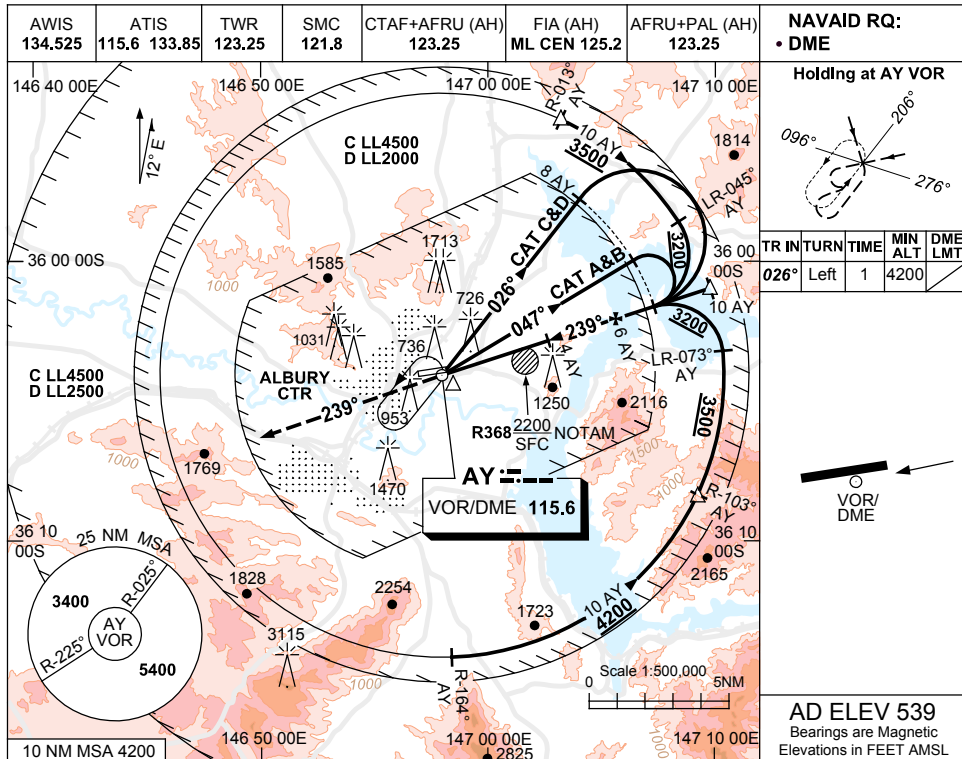 AWIS
134.525
ATIS
115.6 133.85
TWR
123.25
SMC
121.8
CTAF+AFRU (AH)
123.25
FIA (AH)
ML CEN 125.2
AFRU+PAL (AH)
123.25
NAVAID RQ:
• DME
146 40 00E
146 50 00E
147 00 00E
147 10 00E
12° E
C LL4500
D LL2000
R-013°
AY
10 AY
3500
1814
8 AY
LR-045°
AY
CAT C&D
026°
3200
36 00 00S
36 00
00S
1000
1585
1713
726
736
1031
047°
CAT A&B
10 AY
3200
239°
6 AY
4 AY
LR-073°
AY
C LL4500
D LL2500
ALBURY
CTR
239°
953
1250
2116
3500
R368
2200
SFC
NOTAM
1500
1000
1769
1000
1470
AY
VOR/DME 115.6
R-103°
AY
36 10
00S
36 10
00S
2165
25 NM MSA
R-025°
3400
AY
VOR
R-225°
5400
1828
2254
1723
10 AY
4200
3115
1000
R-164°
AY
Scale 1:500,000
0
5NM
10 NM MSA 4200
146 50 00E
147 00 00E
2825
147 10 00E
Holding at AY VOR
206°
096°
276°
TR IN TURN TIME MIN ALT DME LMT
026° Left 1 4200
VOR/
DME
AD ELEV 539
Bearings are Magnetic
Elevations in FEET AMSL